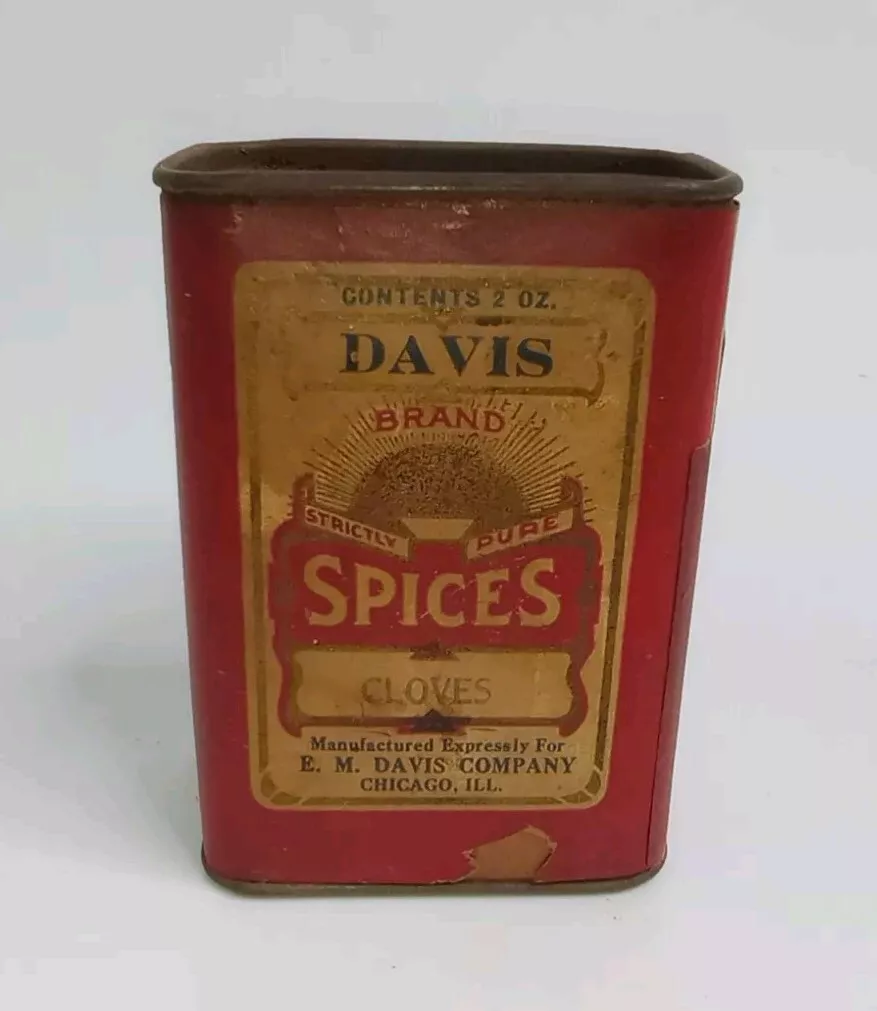 CONTENTS 2 OZ.
DAVIS
BRAND
STRICTLY PURE
SPICES
CLOVES
Manufactured Expressly For
E. M. DAVIS COMPANY
CHICAGO, ILL.